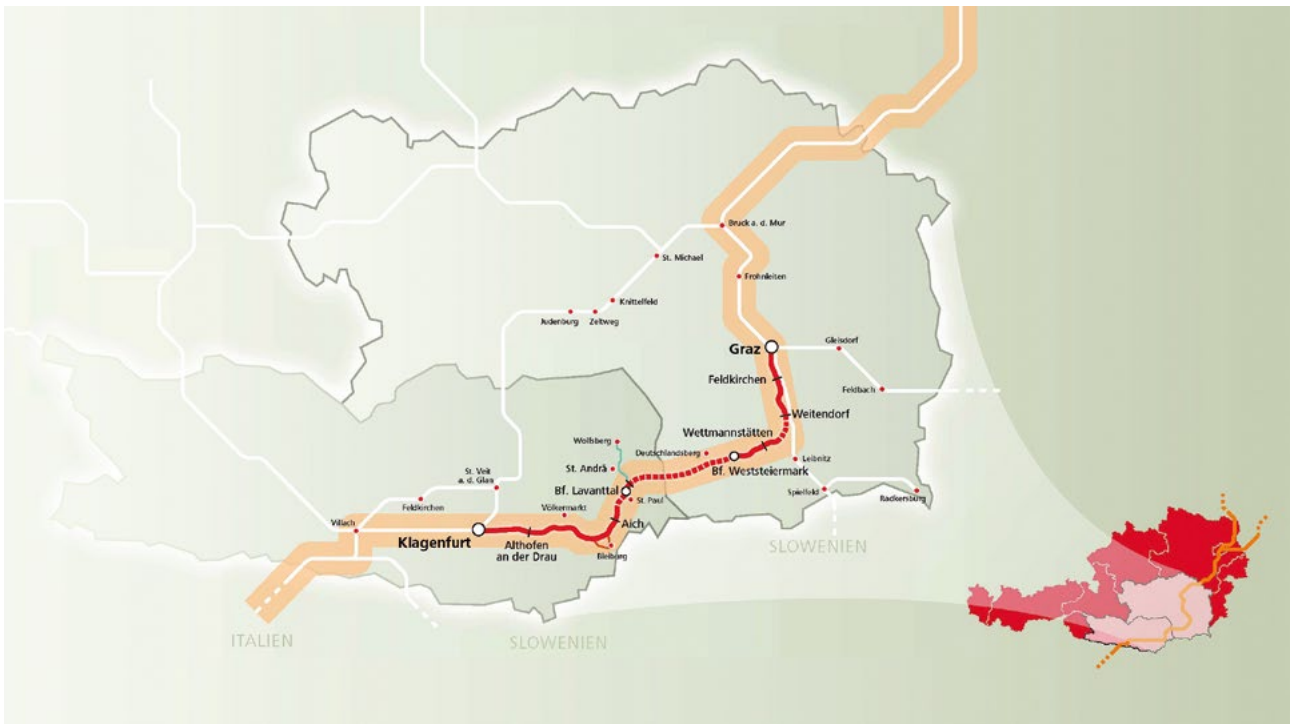 Bruck a. d. Mur
St. Michael
Frohnleiten
Knittelfeld
Judenburg
Zeltweg
Graz
Gleisdorf
Feldkirchen
Feldbach
Weitendorf
Wettmannstätten
Wolfsberg
Deutschlandsberg
Leibnitz
St. Andrä
Bf. Weststeiermark
St. Veit
a. d. Glan
Bf. Lavanttal
Spielfeld
Radkersburg
St. Paul
Feldkirchen
Völkermarkt
Villach
Aich
Klagenfurt
Althofen
an der Drau
Bleiburg
SLOWENIEN
ITALIEN
SLOWENIEN